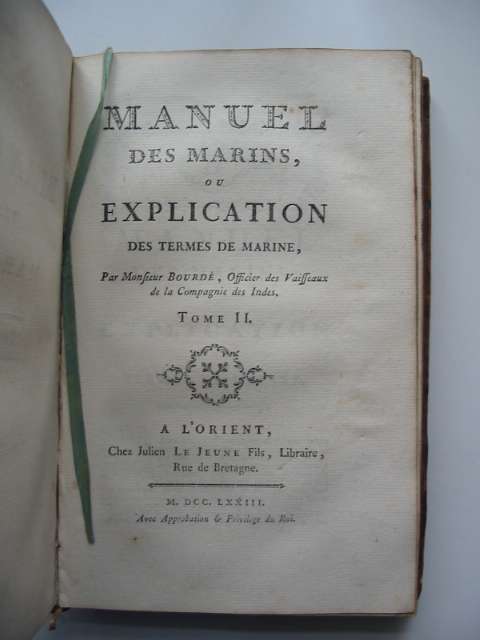 MANUEL
DES MARINS,
OU
EXPLICATION
DES TERMES DE MARINE,
Par Monſieur BOURDÉ, Officier des Vaiſſeaux
de la Compagnie des Indes.
TOME II.
A L'ORIENT,
Chez Julien LE JEUNE Fils, Libraire,
Rue de Bretagne.
M. DCC. LXXIII.
Avec Approbation & Privilege du Roi.